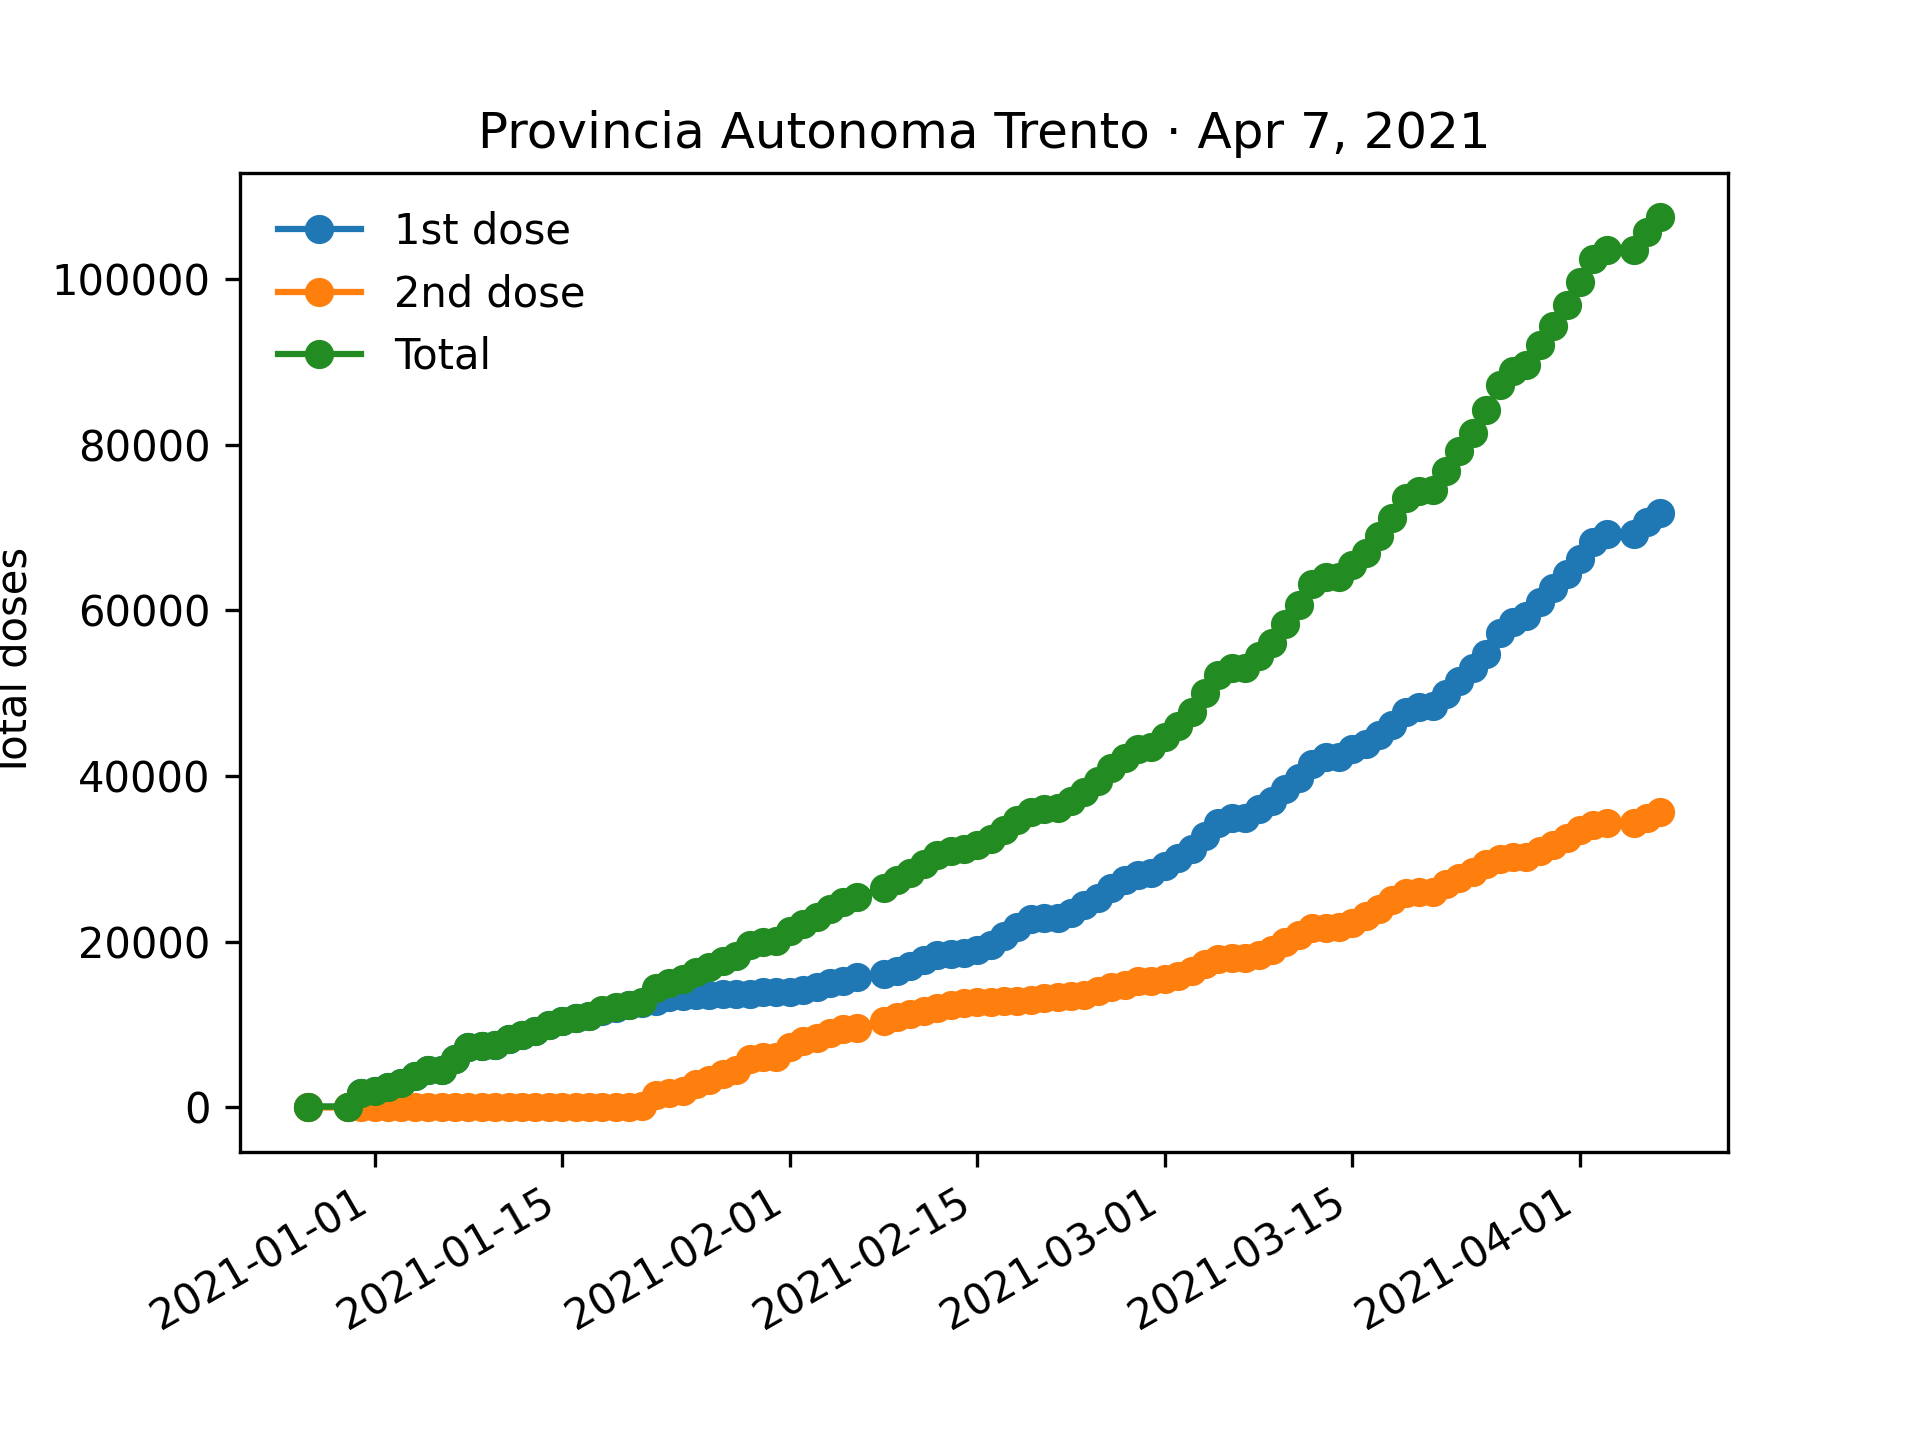 Provincia Autonoma Trento · Apr 7, 2021
1st dose
2nd dose
Total
100000
80000
60000
40000
20000
0
Total doses
2021-01-01
2021-01-15
2021-02-01
2021-02-15
2021-03-01
2021-03-15
2021-04-01